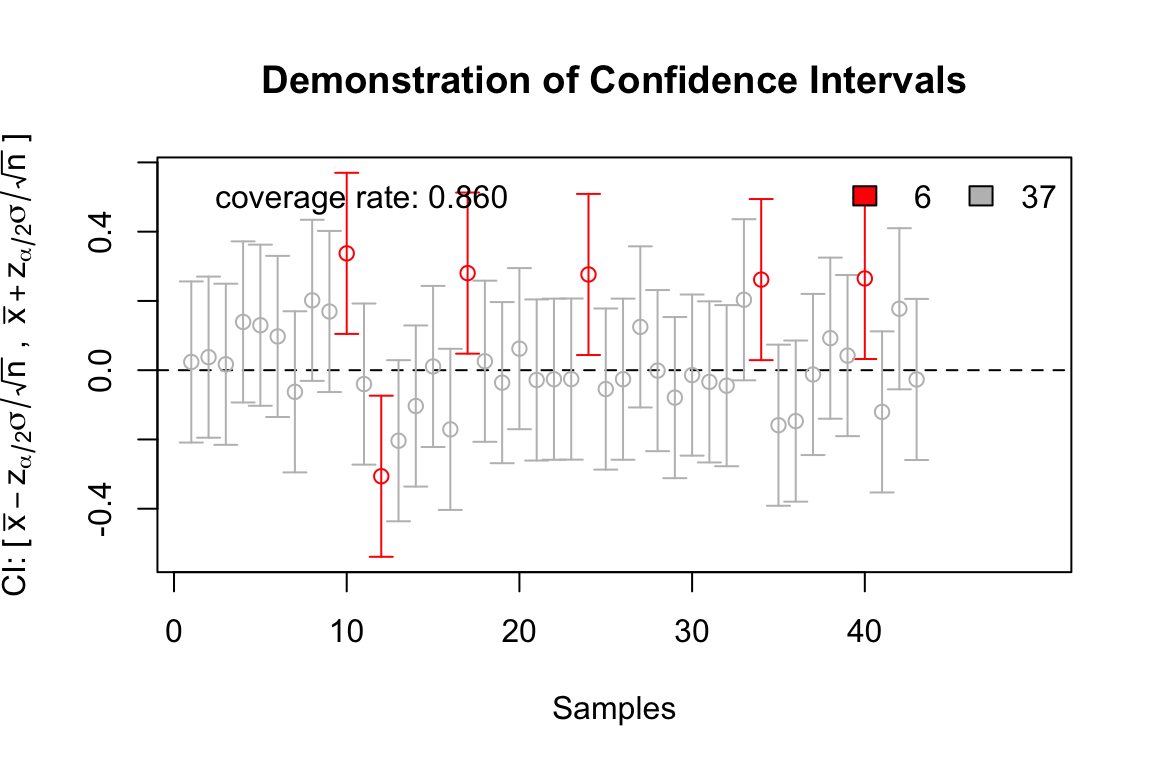 Demonstration of Confidence Intervals
coverage rate: 0.860
6 37
CI: [ x̅ − zα/2σ/√n , x̅ + zα/2σ/√n ]
0.4
0.0
-0.4
0 10 20 30 40
Samples